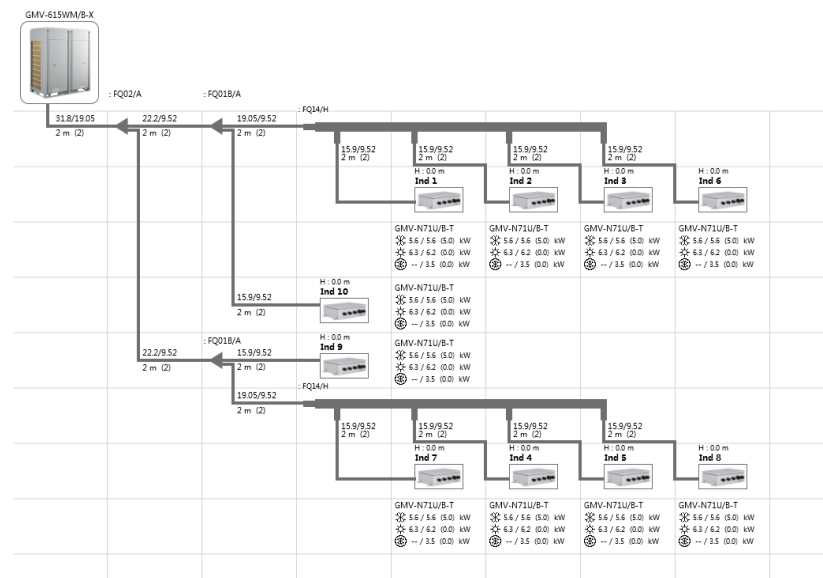 GMV-615WM/B-X
: FQ02/A
: FQ01B/A
: FQ14/H
31.8/19.05
22.2/9.52
19.05/9.52
2 m (2)
2 m (2)
2 m (2)
15.9/9.52
15.9/9.52
15.9/9.52
15.9/9.52
2 m (2)
2 m (2)
2 m (2)
2 m (2)
H : 0.0 m
H : 0.0 m
H : 0.0 m
H : 0.0 m
Ind 1
Ind 2
Ind 3
Ind 6
GMV-N71U/B-T
GMV-N71U/B-T
GMV-N71U/B-T
GMV-N71U/B-T
5.6 / 5.6 (5.0) kW
5.6 / 5.6 (5.0) kW
5.6 / 5.6 (5.0) kW
5.6 / 5.6 (5.0) kW
6.3 / 6.2 (0.0) kW
6.3 / 6.2 (0.0) kW
6.3 / 6.2 (0.0) kW
6.3 / 6.2 (0.0) kW
-- / 3.5 (0.0) kW
-- / 3.5 (0.0) kW
-- / 3.5 (0.0) kW
-- / 3.5 (0.0) kW
H : 0.0 m
Ind 10
15.9/9.52
2 m (2)
GMV-N71U/B-T
5.6 / 5.6 (5.0) kW
6.3 / 6.2 (0.0) kW
-- / 3.5 (0.0) kW
: FQ01B/A
H : 0.0 m
Ind 9
22.2/9.52
15.9/9.52
2 m (2)
2 m (2)
GMV-N71U/B-T
5.6 / 5.6 (5.0) kW
6.3 / 6.2 (0.0) kW
-- / 3.5 (0.0) kW
: FQ14/H
19.05/9.52
2 m (2)
15.9/9.52
15.9/9.52
15.9/9.52
15.9/9.52
2 m (2)
2 m (2)
2 m (2)
2 m (2)
H : 0.0 m
H : 0.0 m
H : 0.0 m
H : 0.0 m
Ind 7
Ind 4
Ind 5
Ind 8
GMV-N71U/B-T
GMV-N71U/B-T
GMV-N71U/B-T
GMV-N71U/B-T
5.6 / 5.6 (5.0) kW
5.6 / 5.6 (5.0) kW
5.6 / 5.6 (5.0) kW
5.6 / 5.6 (5.0) kW
6.3 / 6.2 (0.0) kW
6.3 / 6.2 (0.0) kW
6.3 / 6.2 (0.0) kW
6.3 / 6.2 (0.0) kW
-- / 3.5 (0.0) kW
-- / 3.5 (0.0) kW
-- / 3.5 (0.0) kW
-- / 3.5 (0.0) kW